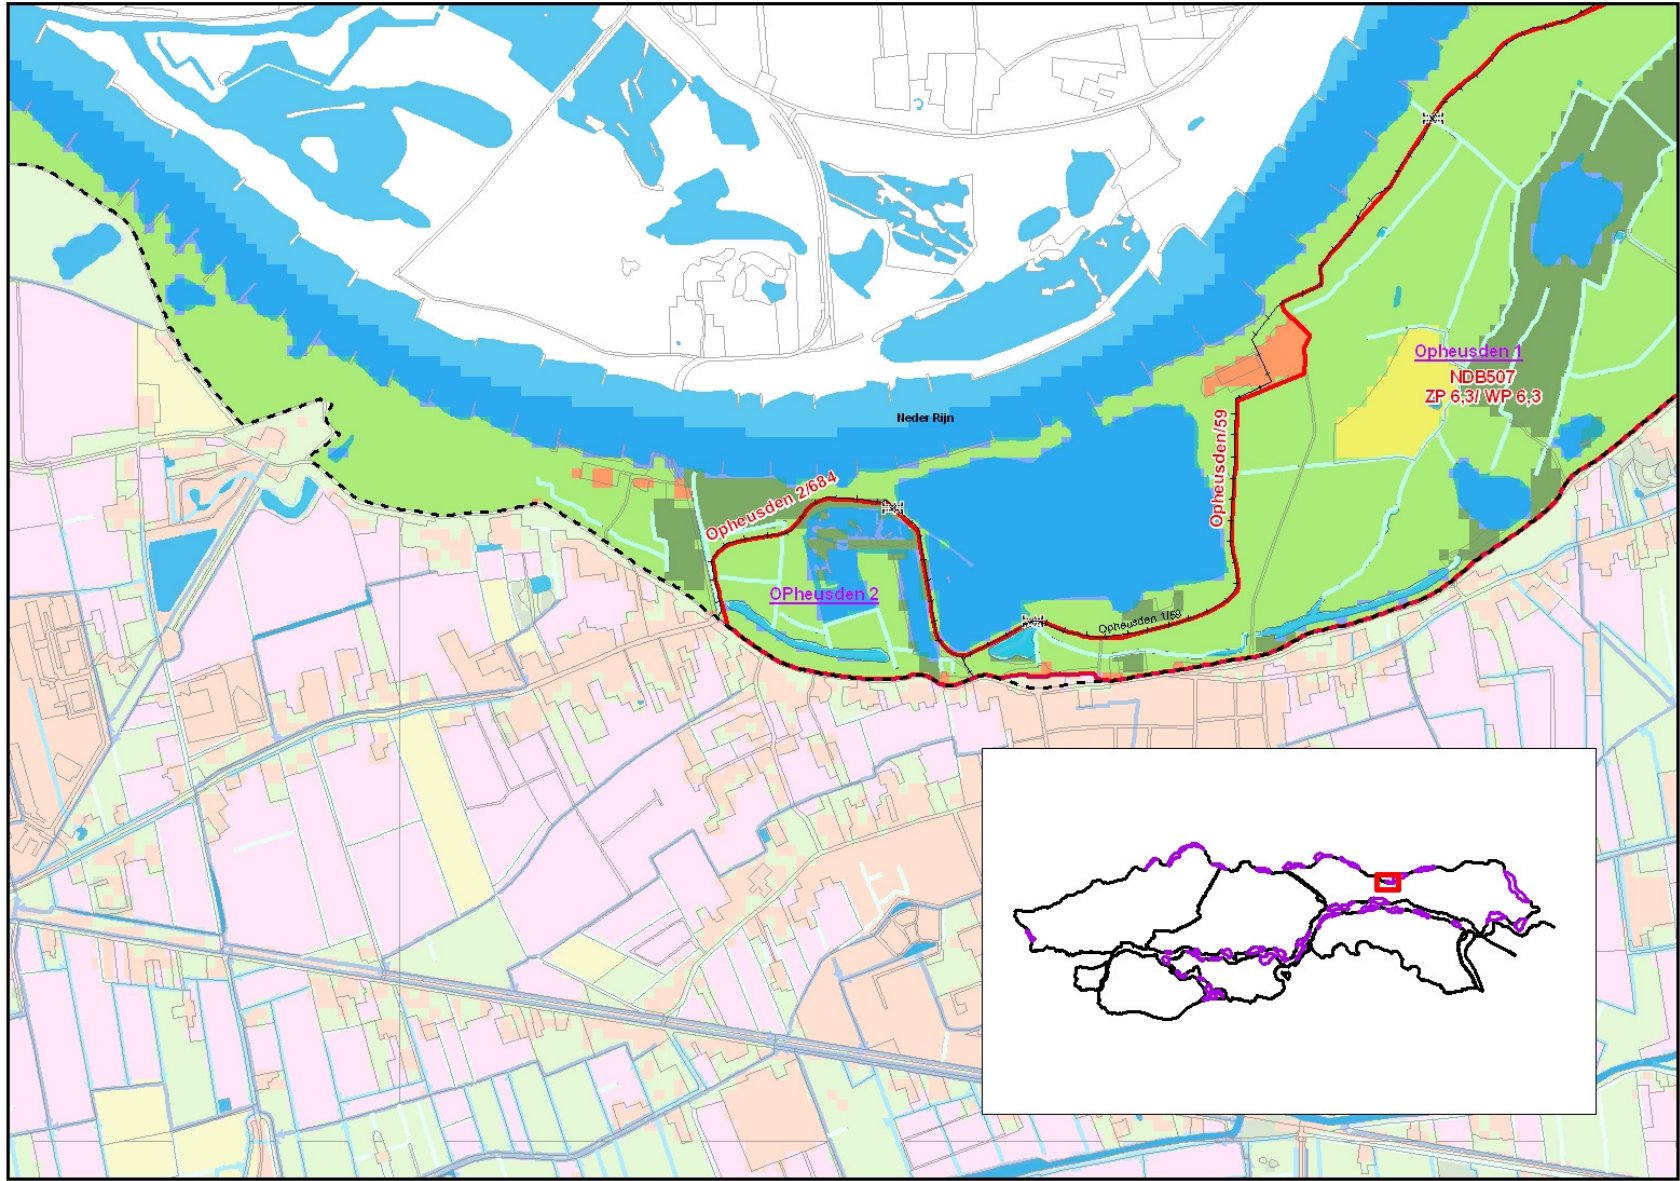 Opheusden 1
NDB507
ZP 6,3/ WP 6,3
Neder Rijn
Opheusden/59
Opheusden 2/684
OPheusden 2
Opheusden 1/59